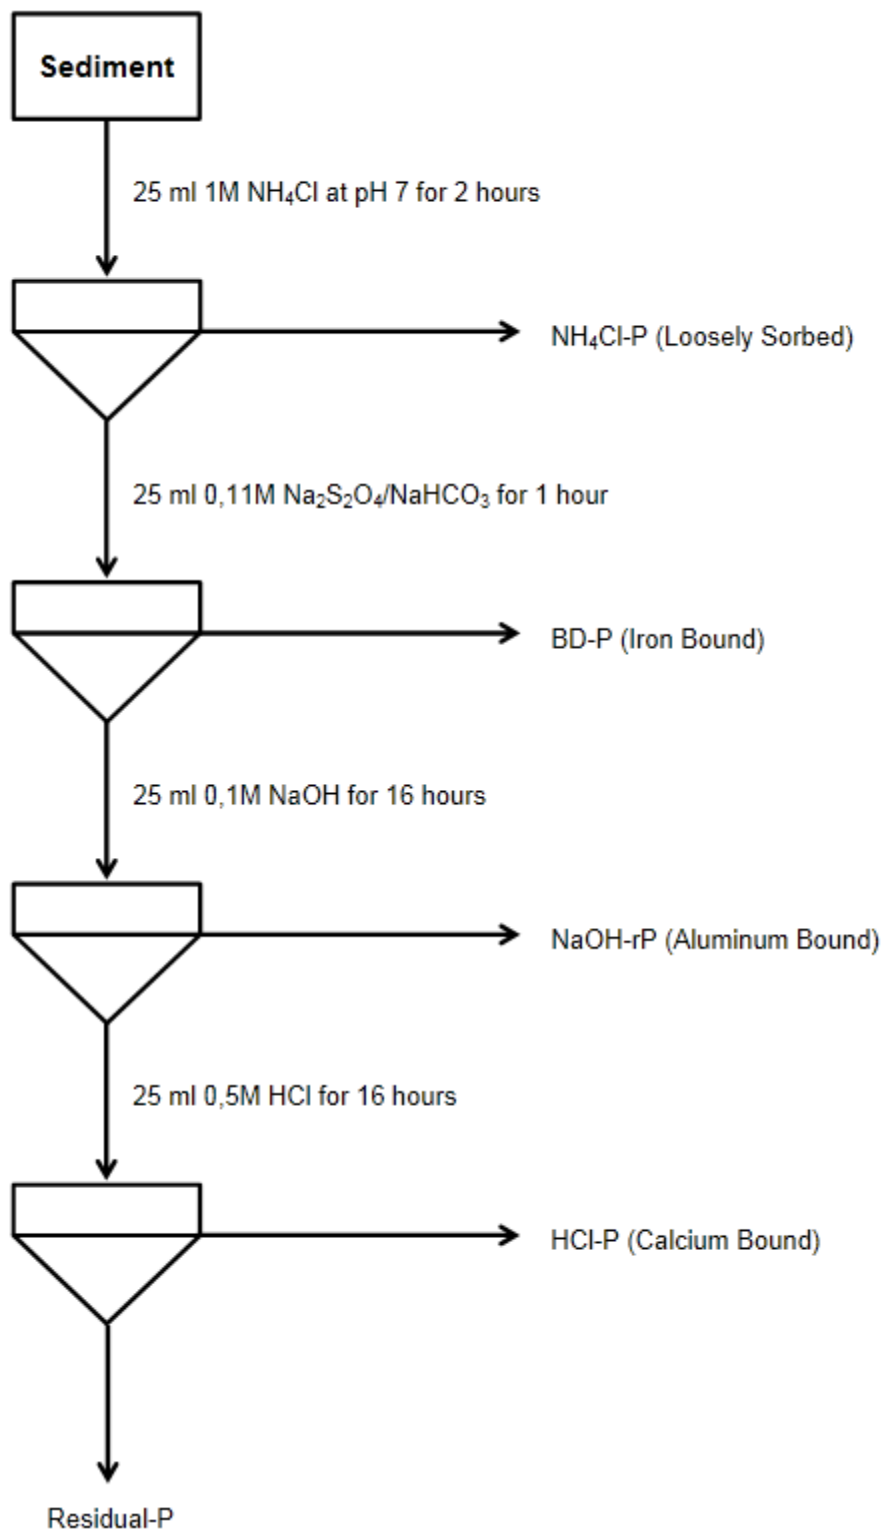 Sediment
25 ml 1M NH₄Cl at pH 7 for 2 hours
NH₄Cl-P (Loosely Sorbed)
25 ml 0,11M Na₂S₂O₄/NaHCO₃ for 1 hour
BD-P (Iron Bound)
25 ml 0,1M NaOH for 16 hours
NaOH-rP (Aluminum Bound)
25 ml 0,5M HCl for 16 hours
HCl-P (Calcium Bound)
Residual-P